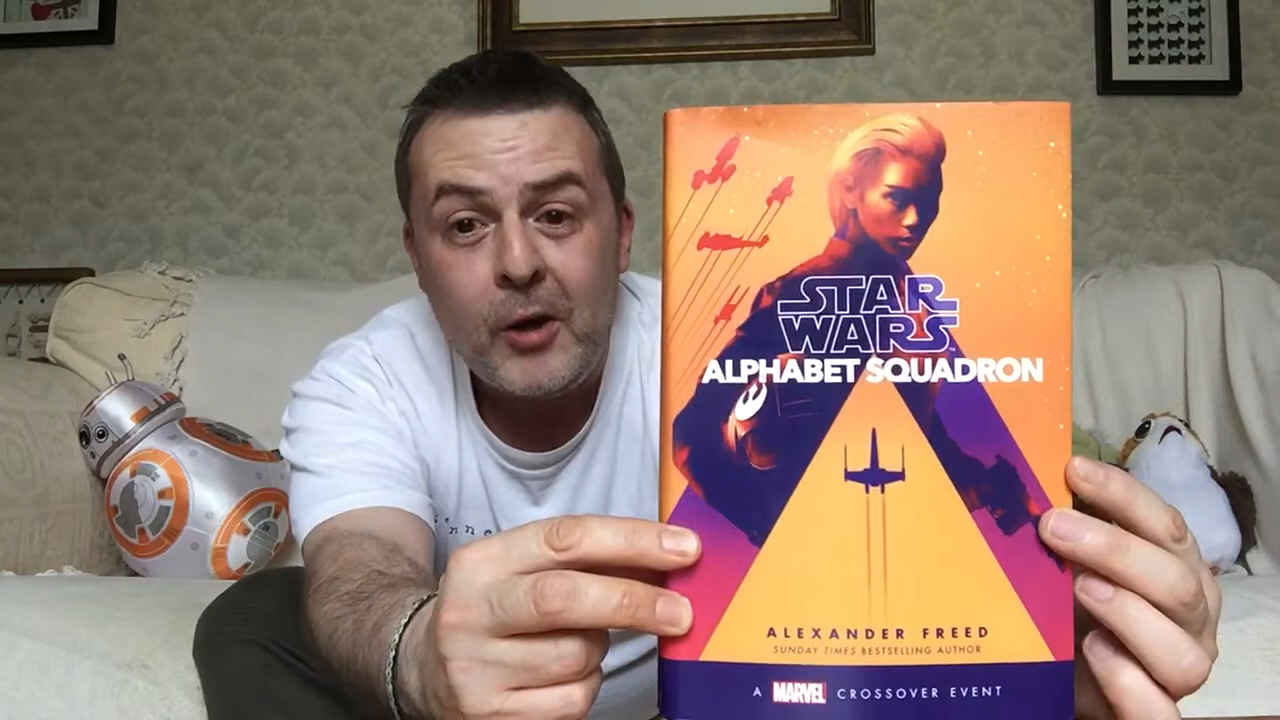 STAR
WARS
ALPHABET SQUADRON
ALEXANDER FREED
SUNDAY TIMES BESTSELLING AUTHOR
A MARVEL CROSSOVER EVENT